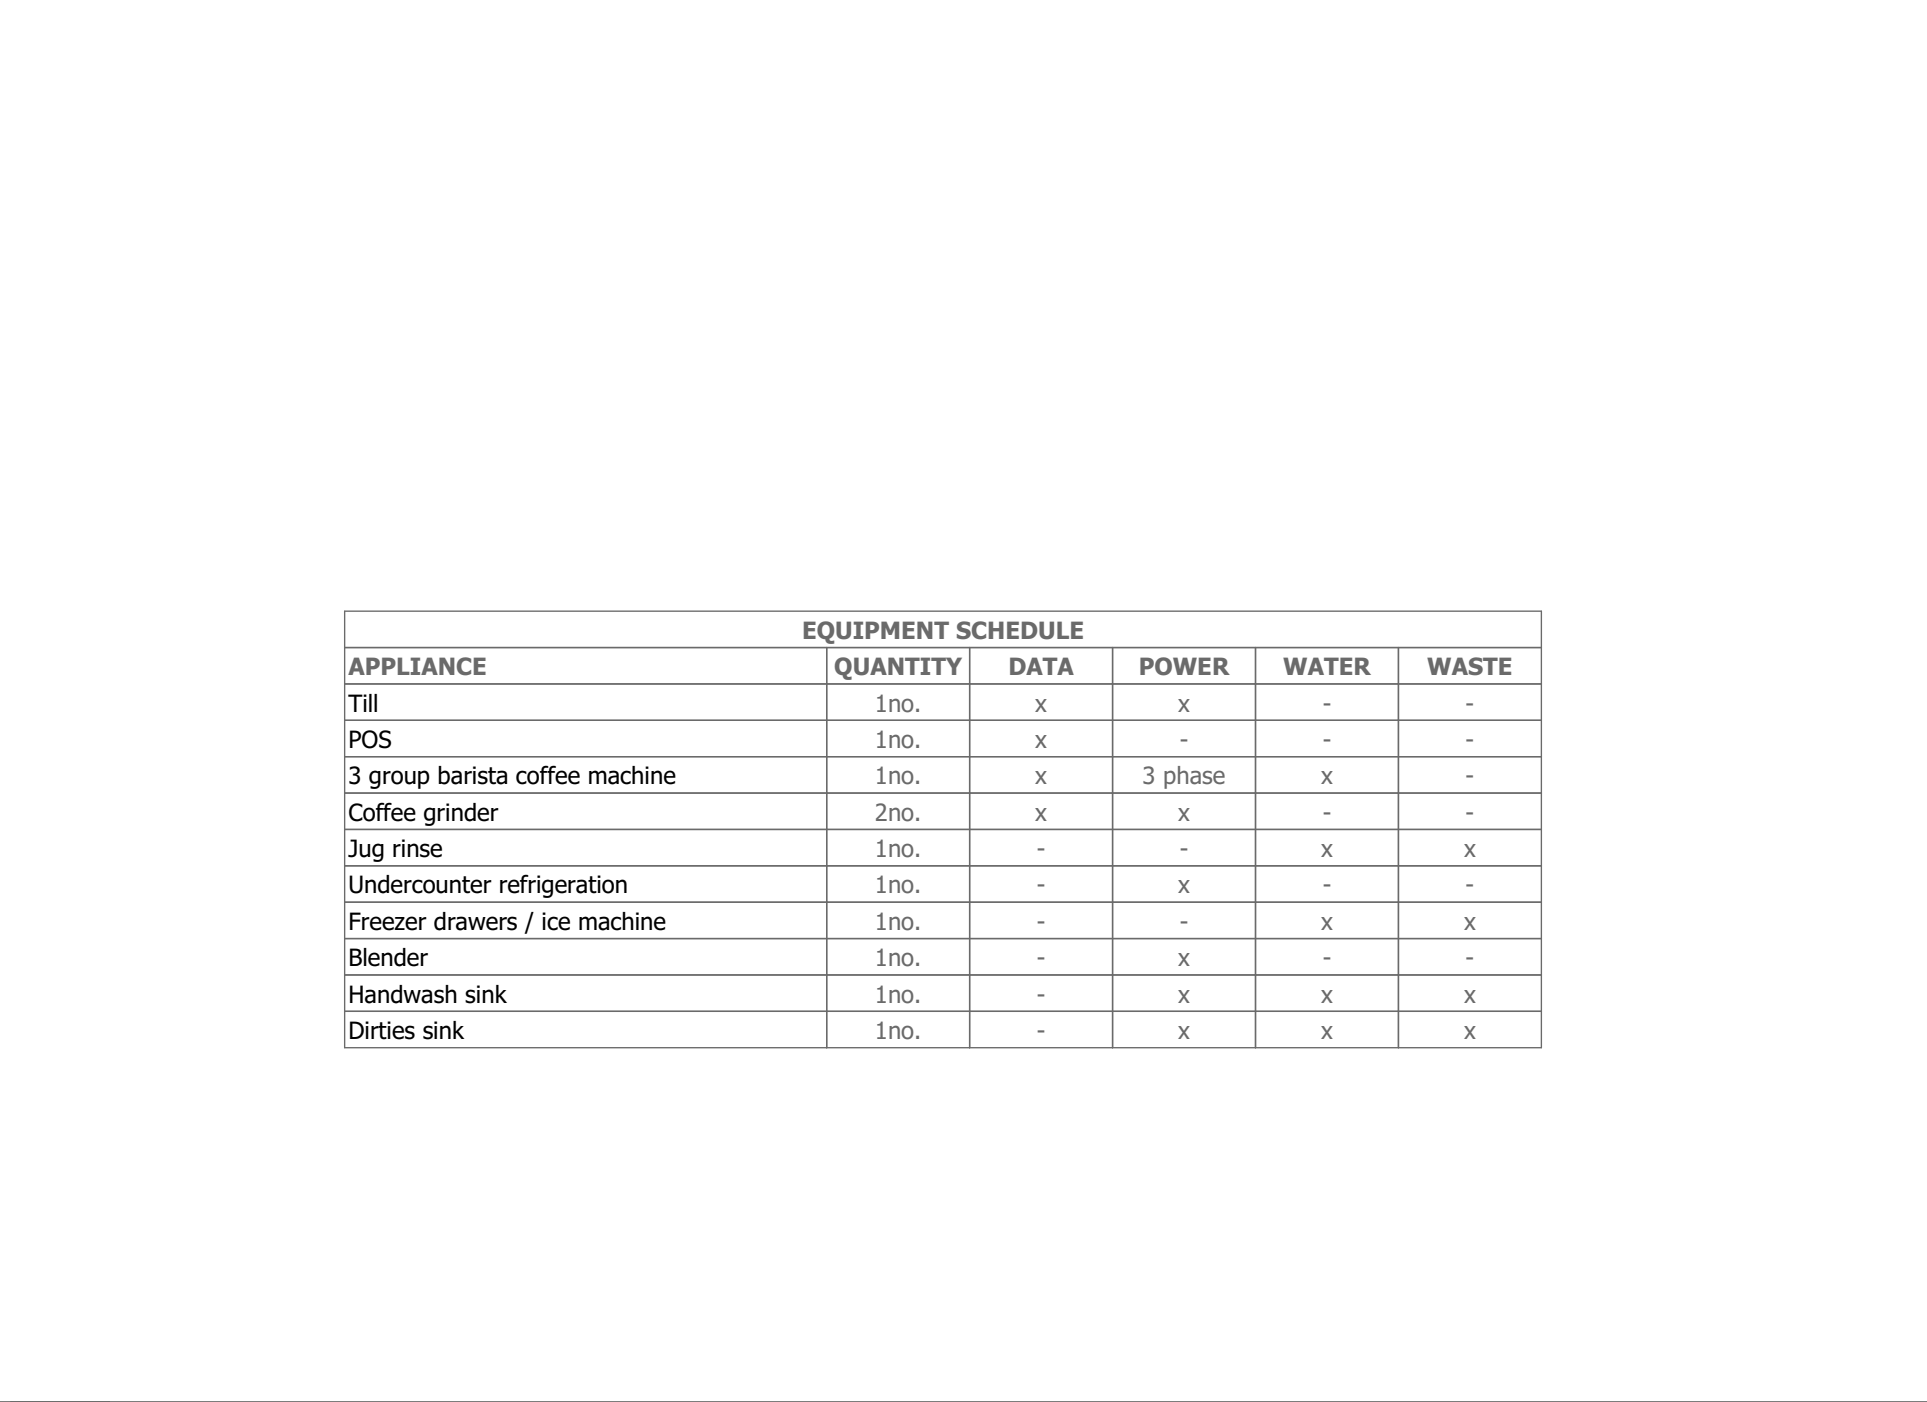 EQUIPMENT SCHEDULE
APPLIANCE QUANTITY DATA POWER WATER WASTE
Till 1no. x x - -
POS 1no. x - - -
3 group barista coffee machine 1no. x 3 phase x -
Coffee grinder 2no. x x - -
Jug rinse 1no. - - x x
Undercounter refrigeration 1no. - x - -
Freezer drawers / ice machine 1no. - - x x
Blender 1no. - x - -
Handwash sink 1no. - x x x
Dirties sink 1no. - x x x